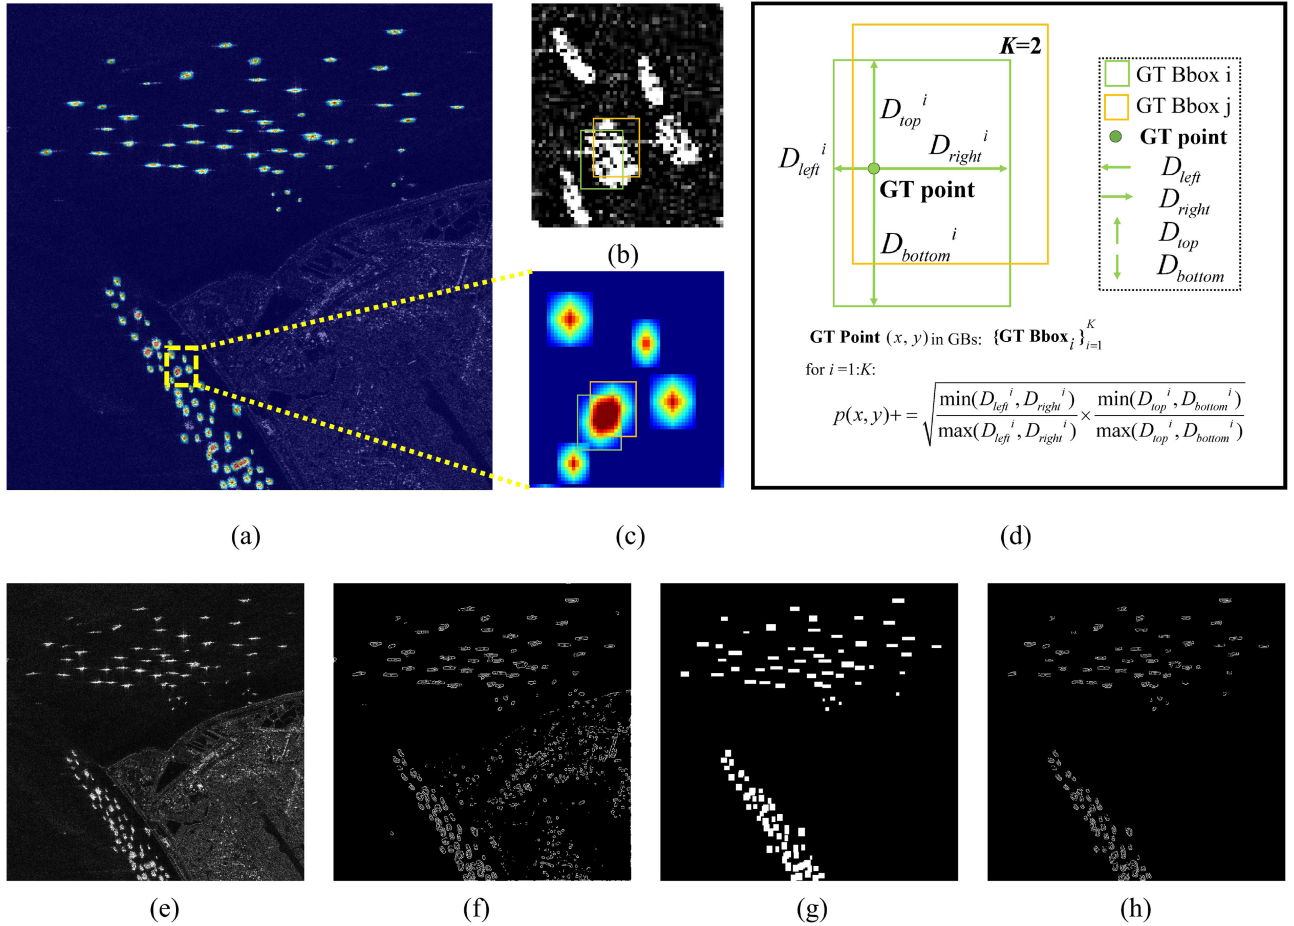 K=2
D_top^i
D_left^i
D_right^i
GT point
D_bottom^i
GT Bbox i
GT Bbox j
GT point
D_left
D_right
D_top
D_bottom
GT Point (x, y) in GBs: {GT Bbox_i}_{i=1}^K
for i =1:K:
p(x, y)+ = √(min(D_left^i, D_right^i)/max(D_left^i, D_right^i) × min(D_top^i, D_bottom^i)/max(D_top^i, D_bottom^i))
(b)
(a)
(c)
(d)
(e)
(f)
(g)
(h)